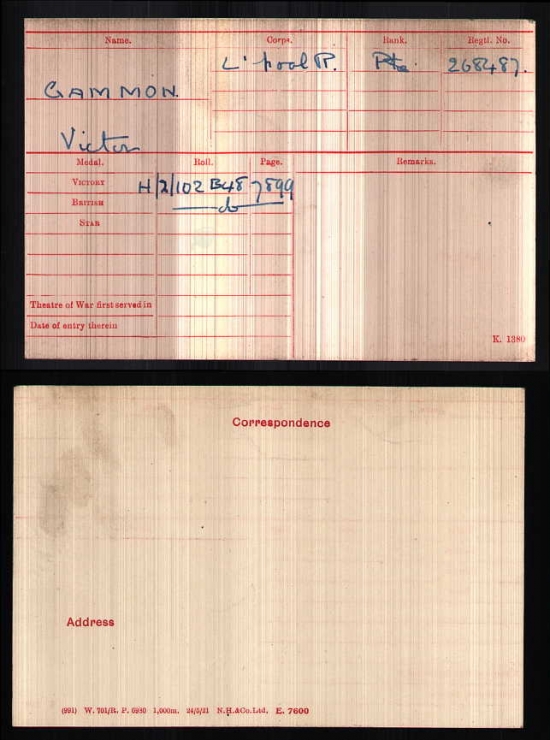 Name. Corps. Rank. Regtl. No.
L'pool R. Pte. 268487.
GAMMON.
Victor
Medal. Roll. Page. Remarks.
VICTORY H/2/102 B48 7899
BRITISH do
STAR
Theatre of War first served in
Date of entry therein
K. 1380
Correspondence
Address
(991) W. 701/R. P. 6980 1,000m. 24/5/21 N.H.&Co.Ltd. E. 7600